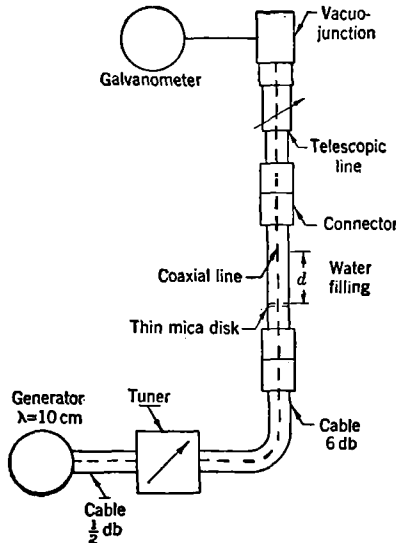 Vacuo-
junction
Galvanometer
Telescopic
line
Connector
Coaxial line
d
Water
filling
Thin mica disk
Generator
λ=10 cm
Tuner
Cable
6 db
Cable
½ db